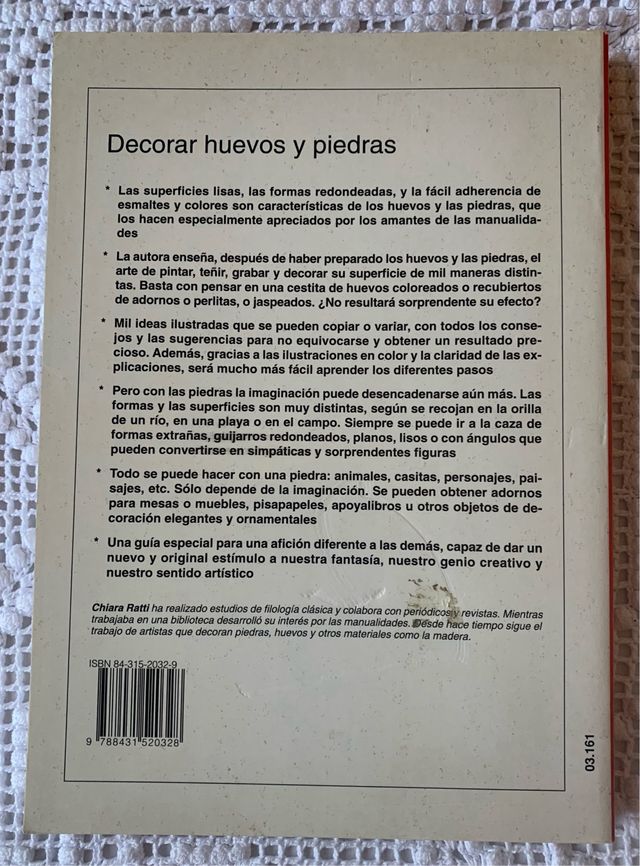 Decorar huevos y piedras
* Las superficies lisas, las formas redondeadas, y la fácil adherencia de
esmaltes y colores son características de los huevos y las piedras, que
los hacen especialmente apreciados por los amantes de las manualida-
des
* La autora enseña, después de haber preparado los huevos y las piedras, el
arte de pintar, teñir, grabar y decorar su superficie de mil maneras distin-
tas. Basta con pensar en una cestita de huevos coloreados o recubiertos
de adornos o perlitas, o jaspeados. ¿No resultará sorprendente su efecto?
* Mil ideas ilustradas que se pueden copiar o variar, con todos los conse-
jos y las sugerencias para no equivocarse y obtener un resultado pre-
cioso. Además, gracias a las ilustraciones en color y la claridad de las ex-
plicaciones, será mucho más fácil aprender los diferentes pasos
* Pero con las piedras la imaginación puede desencadenarse aún más. Las
formas y las superficies son muy distintas, según se recojan en la orilla
de un río, en una playa o en el campo. Siempre se puede ir a la caza de
formas extrañas, guijarros redondeados, planos, lisos o con ángulos que
pueden convertirse en simpáticas y sorprendentes figuras
* Todo se puede hacer con una piedra: animales, casitas, personajes, pai-
sajes, etc. Sólo depende de la imaginación. Se pueden obtener adornos
para mesas o muebles, pisapapeles, apoyalibros u otros objetos de de-
coración elegantes y ornamentales
* Una guía especial para una afición diferente a las demás, capaz de dar un
nuevo y original estímulo a nuestra fantasía, nuestro genio creativo y
nuestro sentido artístico
Chiara Ratti ha realizado estudios de filología clásica y colabora con periódicos y revistas. Mientras
trabajaba en una biblioteca desarrolló su interés por las manualidades. Desde hace tiempo sigue el
trabajo de artistas que decoran piedras, huevos y otros materiales como la madera.
ISBN 84-315-2032-9
9 788431 520328
03.161